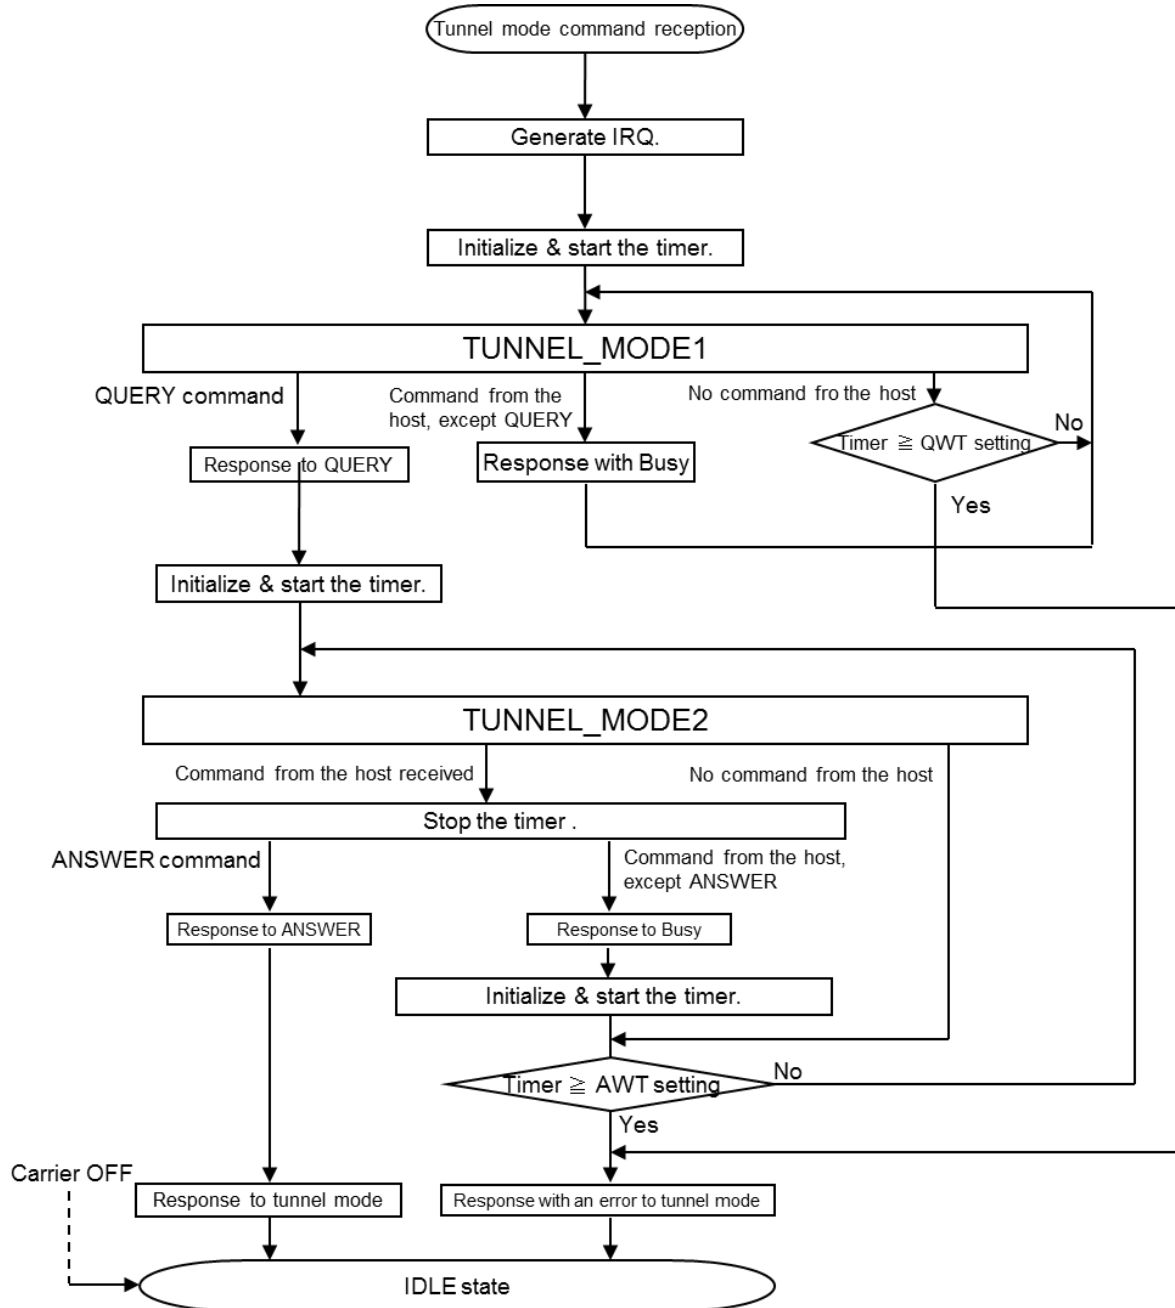 Tunnel mode command reception
Generate IRQ.
Initialize & start the timer.
TUNNEL_MODE1
QUERY command
Command from the
host, except QUERY
No command fro the host
Timer ≧ QWT setting
No
Response to QUERY
Response with Busy
Yes
Initialize & start the timer.
TUNNEL_MODE2
Command from the host received
No command from the host
Stop the timer .
ANSWER command
Command from the host,
except ANSWER
Response to ANSWER
Response to Busy
Initialize & start the timer.
Timer ≧ AWT setting
No
Yes
Carrier OFF
Response to tunnel mode
Response with an error to tunnel mode
IDLE state